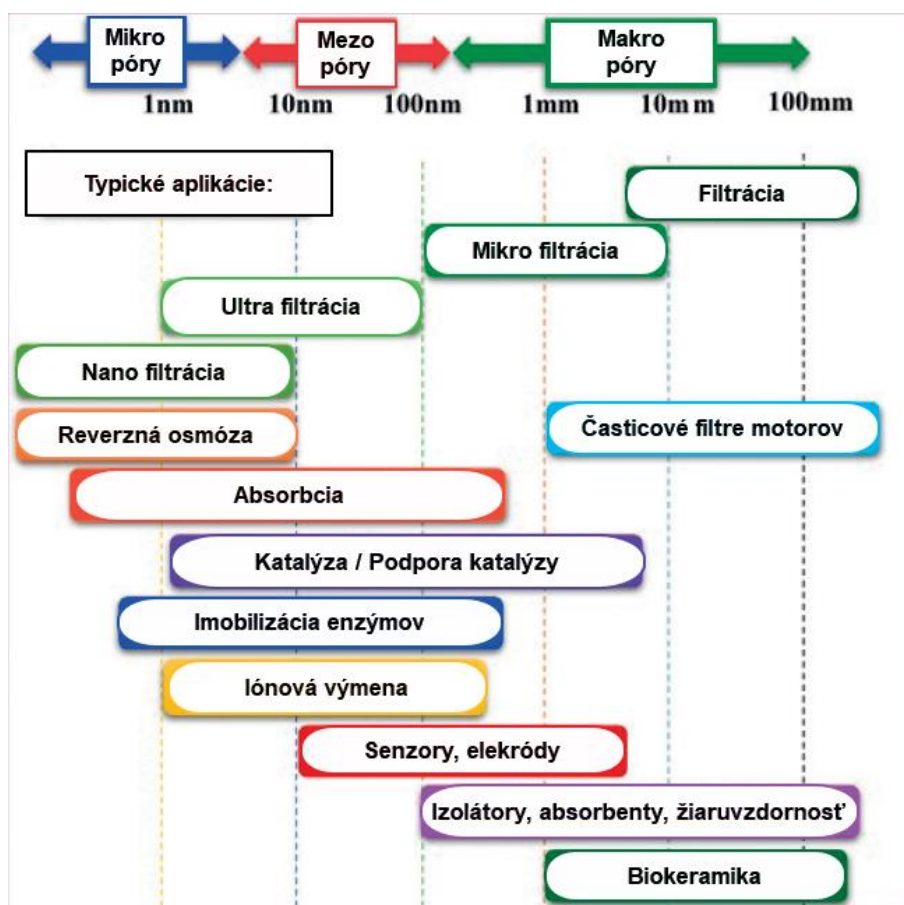 Mikro
póry
Mezo
póry
Makro
póry
1nm
10nm
100nm
1mm
10mm
100mm
Typické aplikácie:
Filtrácia
Mikro filtrácia
Ultra filtrácia
Nano filtrácia
Reverzná osmóza
Časticové filtre motorov
Absorbcia
Katalýza / Podpora katalýzy
Imobilizácia enzýmov
Iónová výmena
Senzory, elekródy
Izolátory, absorbenty, žiaruvzdornosť
Biokeramika